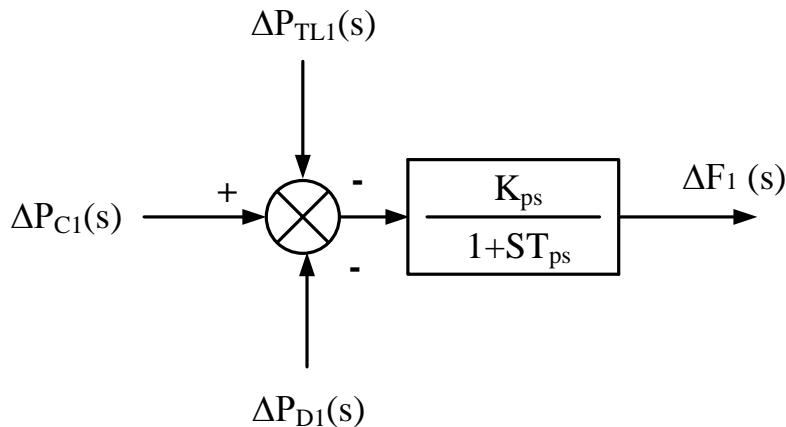 ΔP_TL1(s)
ΔP_C1(s)
+
-
-
K_ps
1+ST_ps
ΔF_1 (s)
ΔP_D1(s)